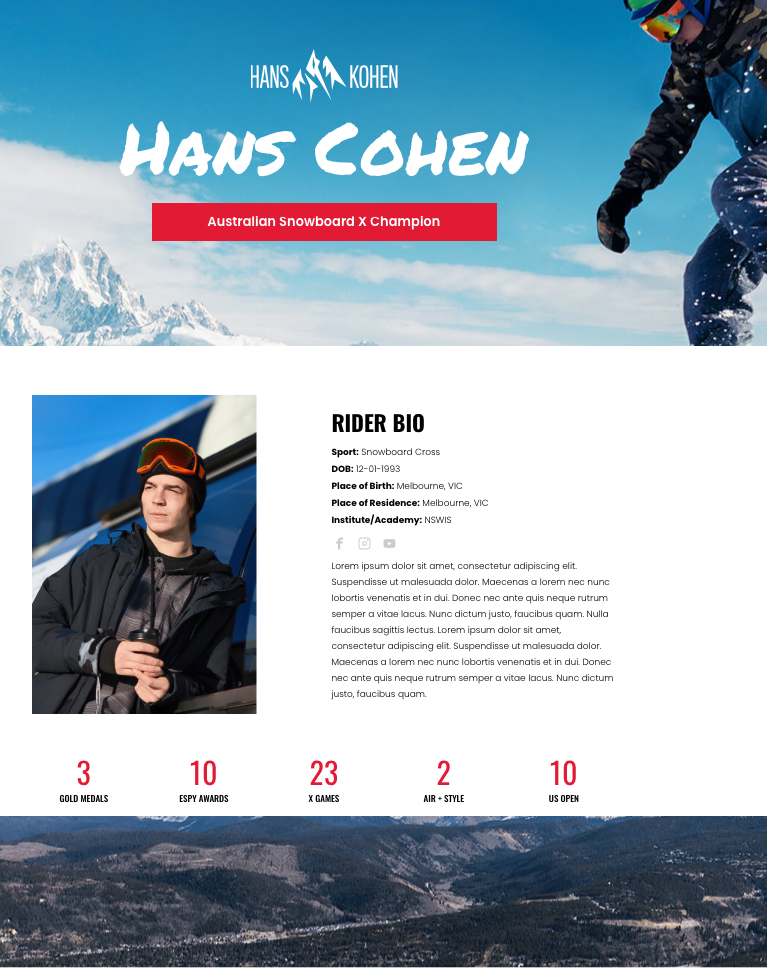 HANS KOHEN
HANS COHEN
Australian Snowboard X Champion
RIDER BIO
Sport: Snowboard Cross
DOB: 12-01-1993
Place of Birth: Melbourne, VIC
Place of Residence: Melbourne, VIC
Institute/Academy: NSWIS
Lorem ipsum dolor sit amet, consectetur adipiscing elit.
Suspendisse ut malesuada dolor. Maecenas a lorem nec nunc
lobortis venenatis et in dui. Donec nec ante quis neque rutrum
semper a vitae lacus. Nunc dictum justo, faucibus quam. Nulla
faucibus sagittis lectus. Lorem ipsum dolor sit amet,
consectetur adipiscing elit. Suspendisse ut malesuada dolor.
Maecenas a lorem nec nunc lobortis venenatis et in dui. Donec
nec ante quis neque rutrum semper a vitae lacus. Nunc dictum
justo, faucibus quam.
3 10 23 2 10
GOLD MEDALS ESPY AWARDS X GAMES AIR + STYLE US OPEN